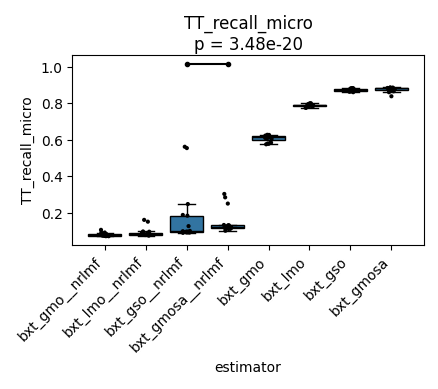 TT_recall_micro
p = 3.48e-20
TT_recall_micro
1.0
0.8
0.6
0.4
0.2
bxt_gmo__nrlmf
bxt_lmo__nrlmf
bxt_gso__nrlmf
bxt_gmosa__nrlmf
bxt_gmo
bxt_lmo
bxt_gso
bxt_gmosa
estimator